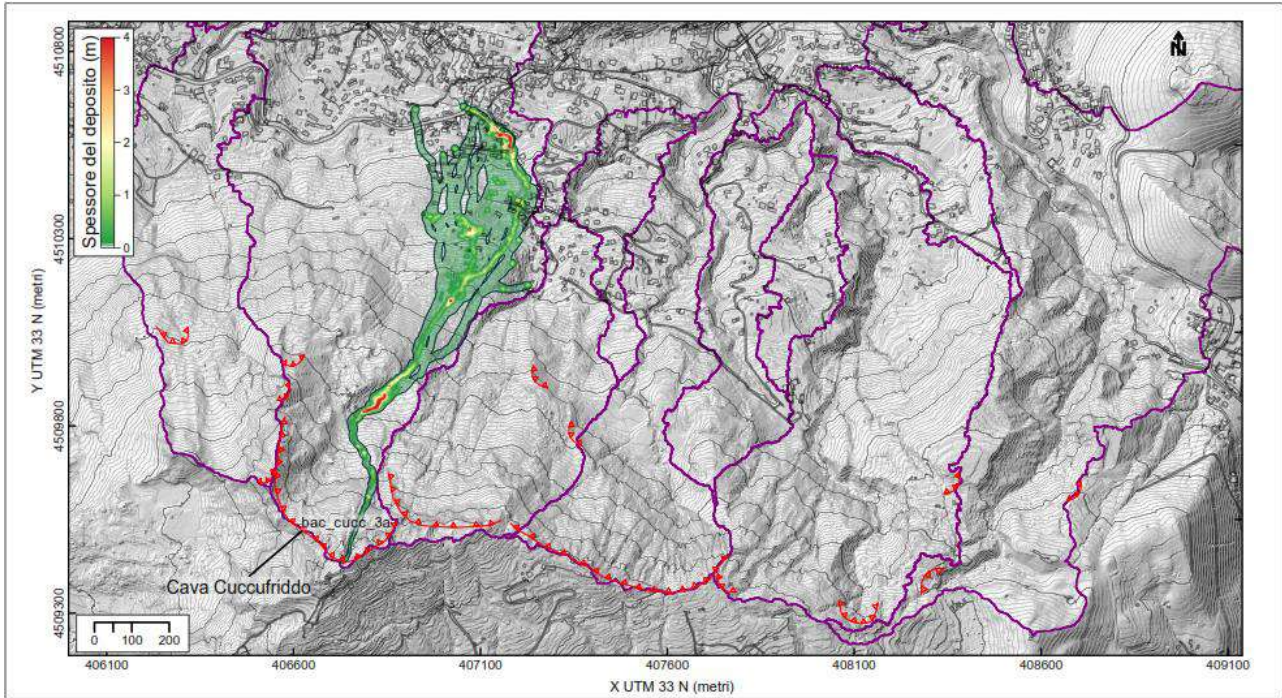 Spessore del deposito (m)
4
3
2
1
0
N
4510800
4510300
4509800
4509300
Y UTM 33 N (metri)
bac_cucc_3a
Cava Cuccufriddo
0 100 200
406100 406600 407100 407600 408100 408600 409100
X UTM 33 N (metri)